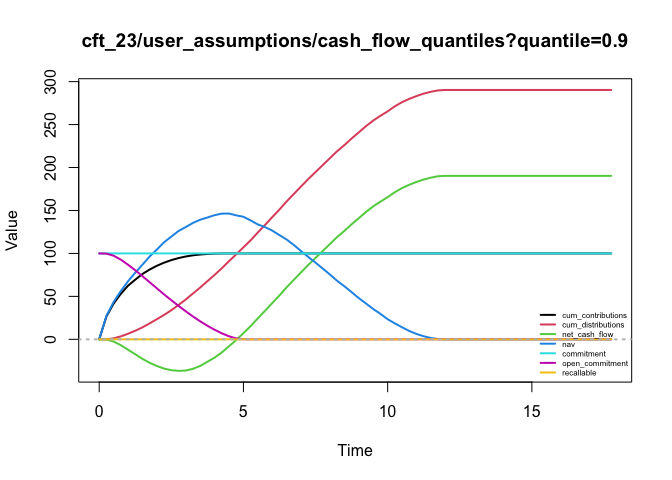 cft_23/user_assumptions/cash_flow_quantiles?quantile=0.9
300
200
150
100
50
0
Value
cum_contributions
cum_distributions
net_cash_flow
nav
commitment
open_commitment
recallable
0
5
10
15
Time